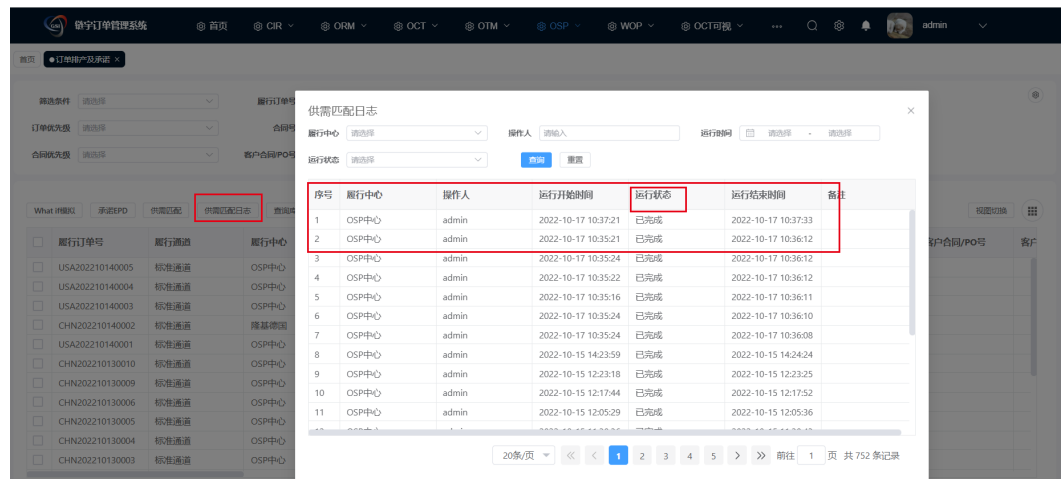 GSI 链宇订单管理系统 首页 CIR ORM OCT OTM OSP WOP OCT可视 ... admin
首页 订单排产及承诺 ×
筛选条件 请选择 履行订单号
订单优先级 请选择 合同号
合同优先级 请选择 客户合同/PO号
What if模拟 承诺EPD 供需匹配 供需匹配日志 视图切换
履行订单号 履行通道 履行中心 客户合同/PO号
USA202210140005 标准通道 OSP中心
USA202210140004 标准通道 OSP中心
USA202210140003 标准通道 OSP中心
CHN202210140002 标准通道 隆基德国
USA202210140001 标准通道 OSP中心
CHN202210130010 标准通道 OSP中心
CHN202210130009 标准通道 OSP中心
CHN202210130006 标准通道 OSP中心
CHN202210130005 标准通道 OSP中心
CHN202210130004 标准通道 OSP中心
CHN202210130003 标准通道 OSP中心
供需匹配日志 ×
履行中心 请选择 操作人 请输入 运行时间 请选择 - 请选择
运行状态 请选择 查询 重置
序号 履行中心 操作人 运行开始时间 运行状态 运行结束时间 备注
1 OSP中心 admin 2022-10-17 10:37:21 已完成 2022-10-17 10:37:33
2 OSP中心 admin 2022-10-17 10:35:21 已完成 2022-10-17 10:36:12
3 OSP中心 admin 2022-10-17 10:35:24 已完成 2022-10-17 10:36:12
4 OSP中心 admin 2022-10-17 10:35:22 已完成 2022-10-17 10:36:12
5 OSP中心 admin 2022-10-17 10:35:16 已完成 2022-10-17 10:36:11
6 OSP中心 admin 2022-10-17 10:35:24 已完成 2022-10-17 10:36:10
7 OSP中心 admin 2022-10-17 10:35:24 已完成 2022-10-17 10:36:08
8 OSP中心 admin 2022-10-15 14:23:59 已完成 2022-10-15 14:24:24
9 OSP中心 admin 2022-10-15 12:23:18 已完成 2022-10-15 12:23:25
10 OSP中心 admin 2022-10-15 12:17:44 已完成 2022-10-15 12:17:52
11 OSP中心 admin 2022-10-15 12:05:29 已完成 2022-10-15 12:05:36
20条/页 1 2 3 4 5 前往 1 页 共 752 条记录